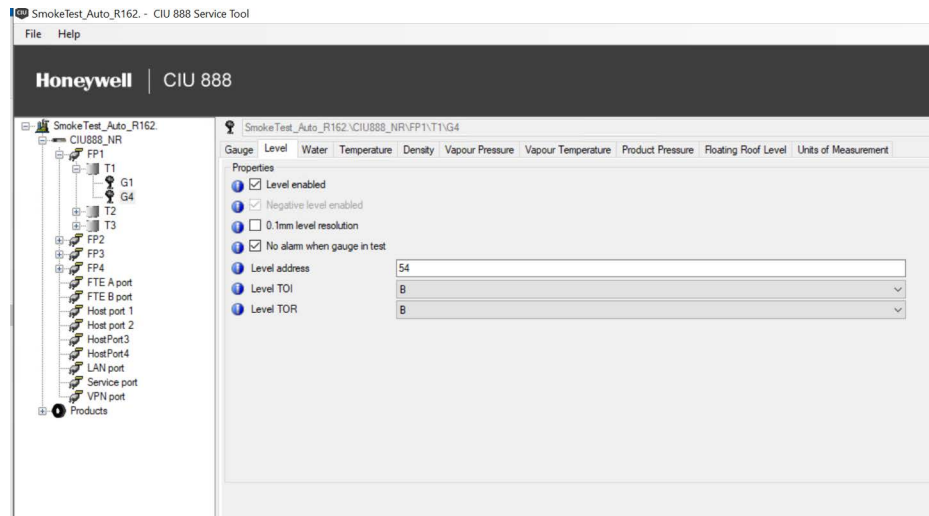 CIU SmokeTest_Auto_R162. - CIU 888 Service Tool
File Help
Honeywell | CIU 888
SmokeTest_Auto_R162.
CIU888_NR
FP1
T1
G1
G4
T2
T3
FP2
FP3
FP4
FTE A port
FTE B port
Host port 1
Host port 2
HostPort3
HostPort4
LAN port
Service port
VPN port
Products
SmokeTest_Auto_R162.\CIU888_NR\FP1\T1\G4
Gauge Level Water Temperature Density Vapour Pressure Vapour Temperature Product Pressure Floating Roof Level Units of Measurement
Properties
Level enabled
Negative level enabled
0.1mm level resolution
No alarm when gauge in test
Level address 54
Level TOI B
Level TOR B